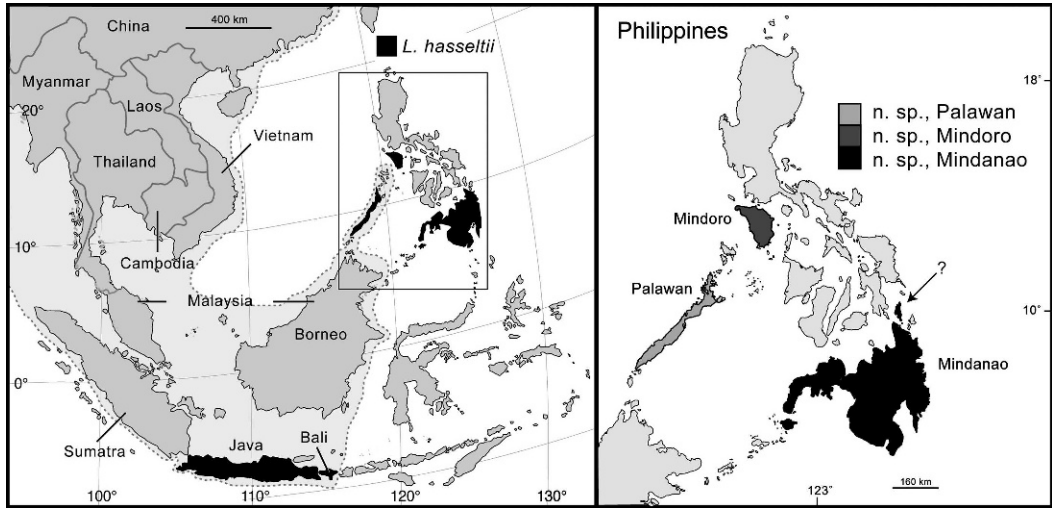 China
400 km
L. hasseltii
Myanmar
Laos
20°
Vietnam
Thailand
10°
Cambodia
Malaysia
Borneo
0°
Sumatra
Java
Bali
100°
110°
120°
130°
Philippines
18°
n. sp., Palawan
n. sp., Mindoro
n. sp., Mindanao
Mindoro
?
Palawan
10°
Mindanao
160 km
123°